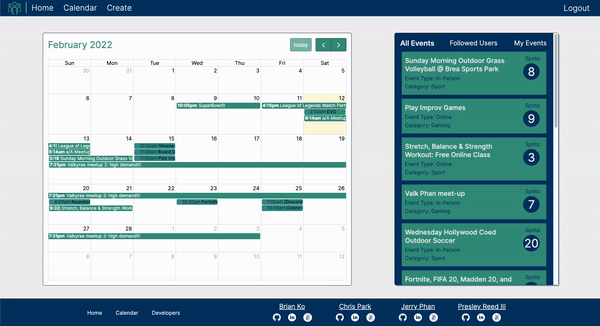 Home Calendar Create Logout
February 2022
today
Sun Mon Tue Wed Thu Fri Sat
30 31 1 2 3 4 5
6 7 8 9 10 11 12
10:05pm SuperBowl!!!
4:15pm League of Legends Watch Part
9:14am a/A Meetup
13 14 15 16 17 18 19
4:11 League of Leg
9:14am a/A Meetup
5:19 Sunday Morning Outdoor Grass V
7:31pm Valkyrae meetup 2: high demand!!!
20 21 22 23 24 25 26
7:31pm Valkyrae meetup 2: high demand!!!
9:32 Stretch, Balance & Strength Work
27 28 1 2 3 4 5
7:31pm Valkyrae meetup 2: high demand!!!
6 7 8 9 10 11 12
All Events Followed Users My Events
Sunday Morning Outdoor Grass
Volleyball @ Brea Sports Park
Event Type: In-Person
Category: Sport
Spots:
8
Play Improv Games
Event Type: Online
Category: Gaming
Spots:
9
Stretch, Balance & Strength
Workout: Free Online Class
Event Type: Online
Category: Sport
Spots:
3
Valk Phan meet-up
Event Type: In-Person
Category: Gaming
Spots:
7
Wednesday Hollywood Coed
Outdoor Soccer
Event Type: In-Person
Category: Sport
Spots:
20
Fortnite, FIFA 20, Madden 20, and
Spots:
Home Calendar Developers
Brian Ko Chris Park Jerry Phan Presley Reed III